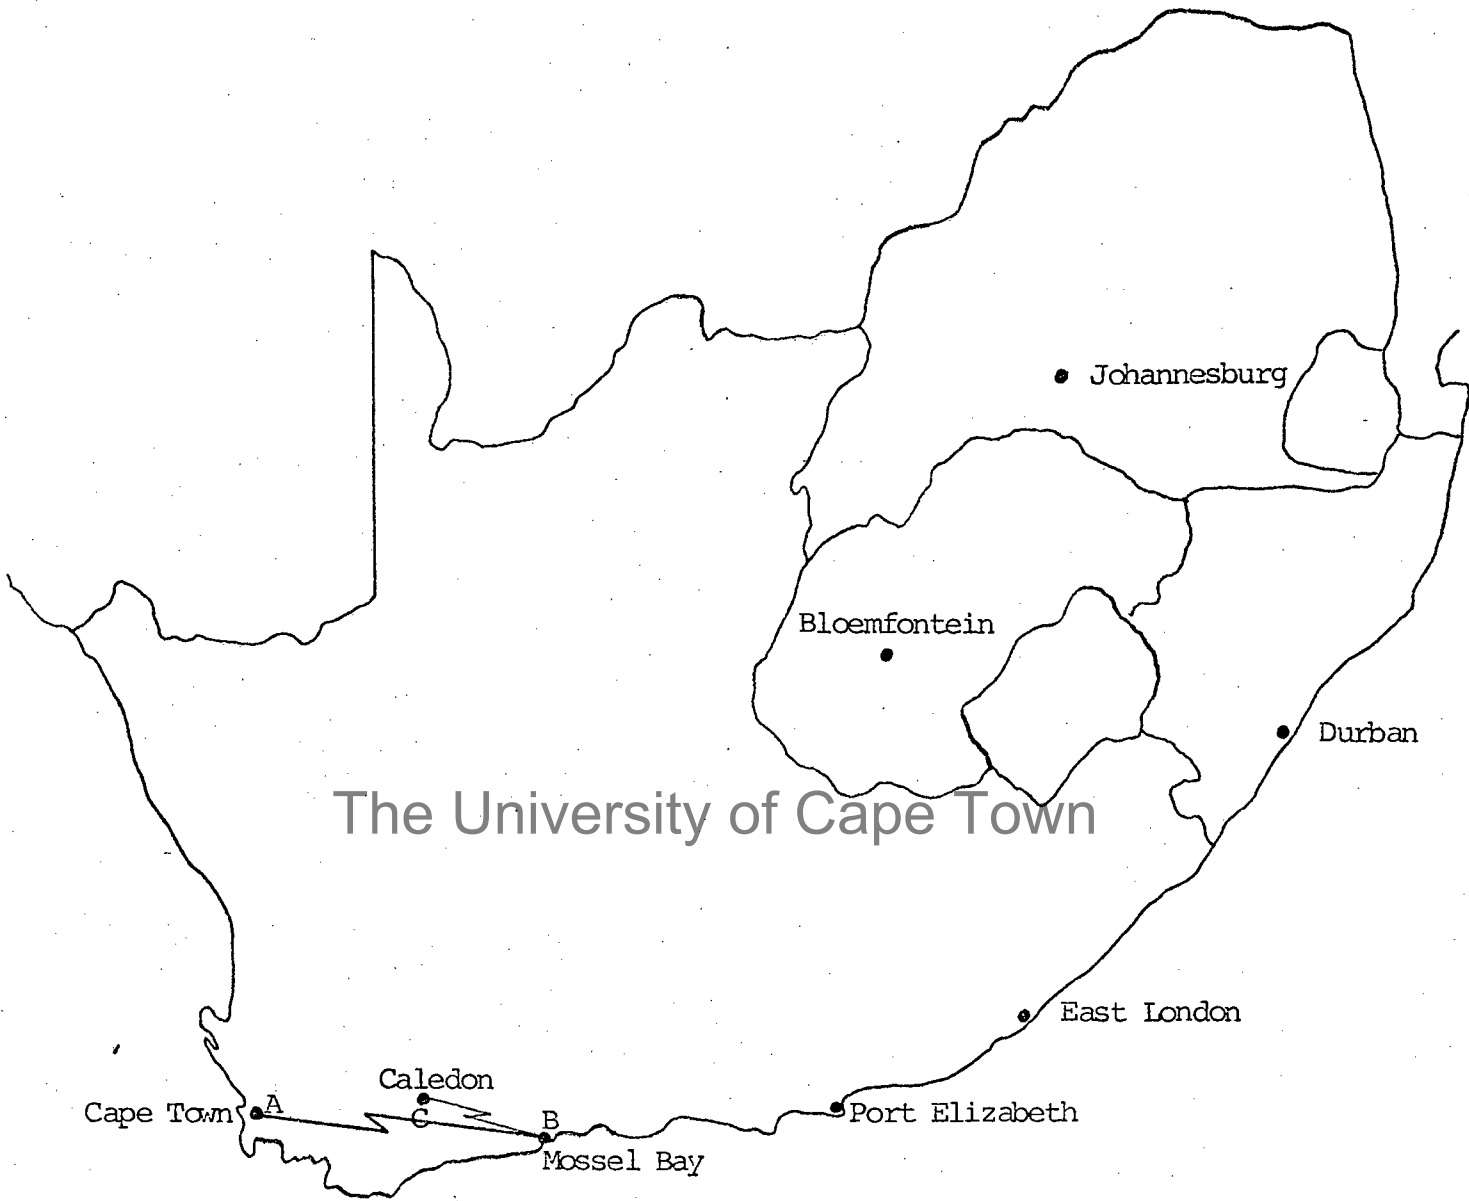 Johannesburg
Bloemfontein
Durban
The University of Cape Town
East London
Caledon
Cape Town
A
C
B
Port Elizabeth
Mossel Bay